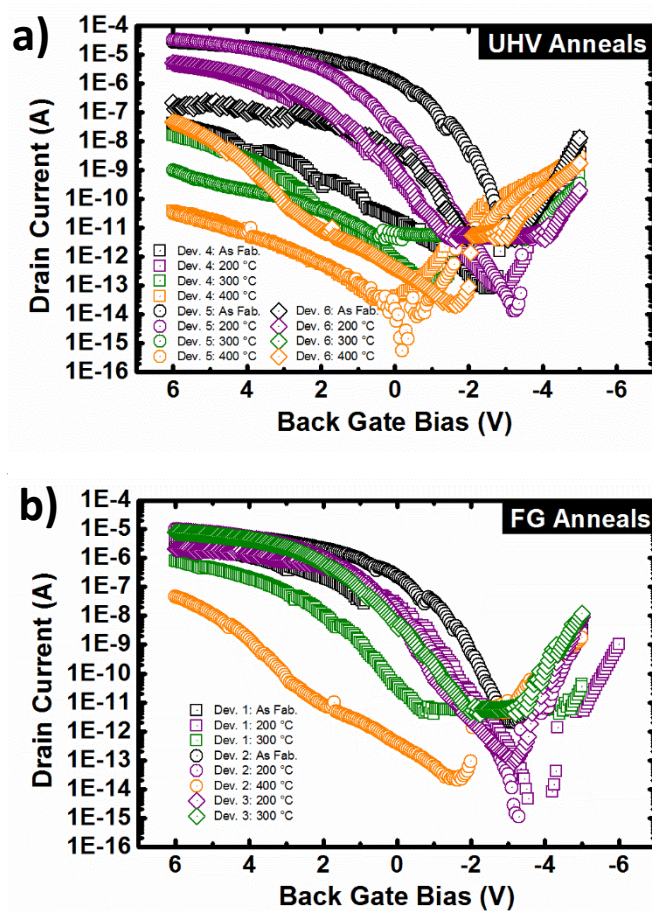 a)
UHV Anneals
1E-4
1E-5
1E-6
1E-7
1E-8
1E-9
1E-10
1E-11
1E-12
1E-13
1E-14
1E-15
1E-16
Drain Current (A)
Dev. 4: As Fab.
Dev. 4: 200 °C
Dev. 4: 300 °C
Dev. 4: 400 °C
Dev. 5: As Fab.
Dev. 5: 200 °C
Dev. 5: 300 °C
Dev. 5: 400 °C
Dev. 6: As Fab.
Dev. 6: 200 °C
Dev. 6: 300 °C
Dev. 6: 400 °C
6 4 2 0 -2 -4 -6
Back Gate Bias (V)
b)
FG Anneals
1E-4
1E-5
1E-6
1E-7
1E-8
1E-9
1E-10
1E-11
1E-12
1E-13
1E-14
1E-15
1E-16
Drain Current (A)
Dev. 1: As Fab.
Dev. 1: 200 °C
Dev. 1: 300 °C
Dev. 2: As Fab.
Dev. 2: 200 °C
Dev. 2: 400 °C
Dev. 3: 200 °C
Dev. 3: 300 °C
6 4 2 0 -2 -4 -6
Back Gate Bias (V)